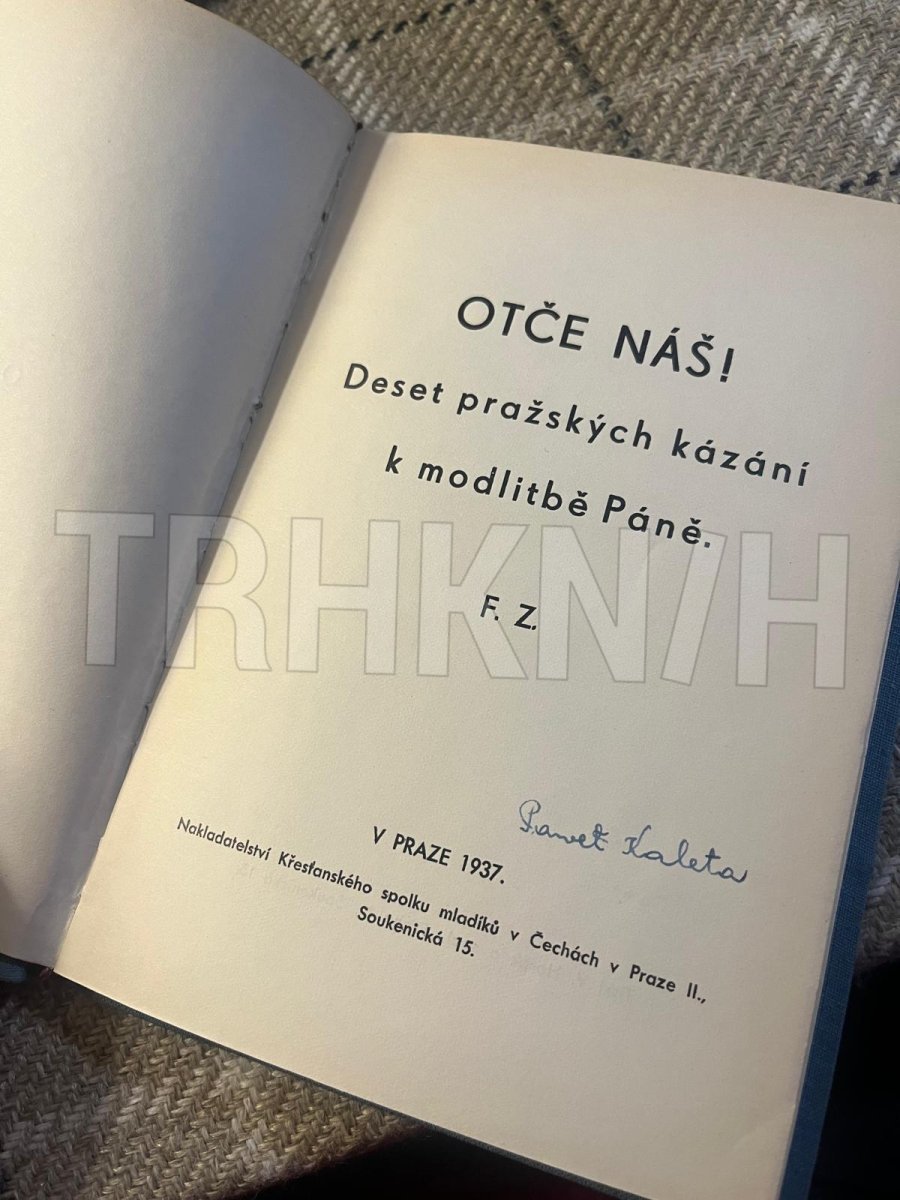 OTČE NÁŠ!
Deset pražských kázání
k modlitbě Páně.
F. Z.
TRHKNIH
Paweł Kaleta
V PRAZE 1937.
Nakladatelství Křesťanského spolku mladíků v Čechách v Praze II.,
Soukenická 15.